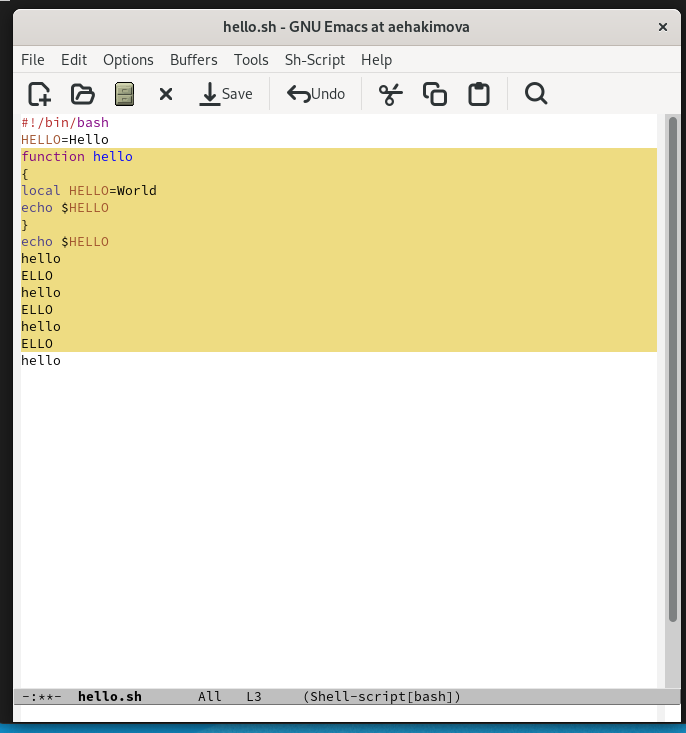 hello.sh - GNU Emacs at aehakimova ×
File Edit Options Buffers Tools Sh-Script Help
Save Undo
#!/bin/bash
HELLO=Hello
function hello
{
local HELLO=World
echo $HELLO
}
echo $HELLO
hello
ELLO
hello
ELLO
hello
ELLO
hello
-:**- hello.sh All L3 (Shell-script[bash])